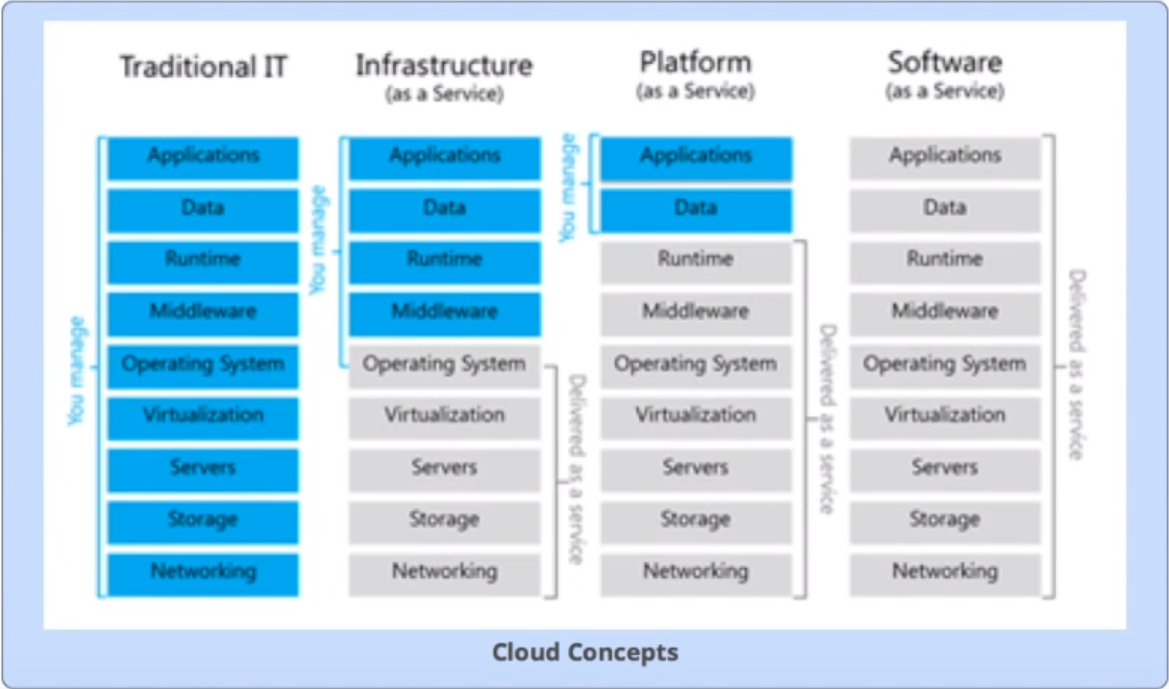 Traditional IT
Infrastructure
(as a Service)
Platform
(as a Service)
Software
(as a Service)
You manage
Applications
Data
Runtime
Middleware
Operating System
Virtualization
Servers
Storage
Networking
You manage
Applications
Data
Runtime
Middleware
Operating System
Virtualization
Servers
Storage
Networking
Delivered as a service
You manage
Applications
Data
Runtime
Middleware
Operating System
Virtualization
Servers
Storage
Networking
Delivered as a service
Applications
Data
Runtime
Middleware
Operating System
Virtualization
Servers
Storage
Networking
Delivered as a service
Cloud Concepts